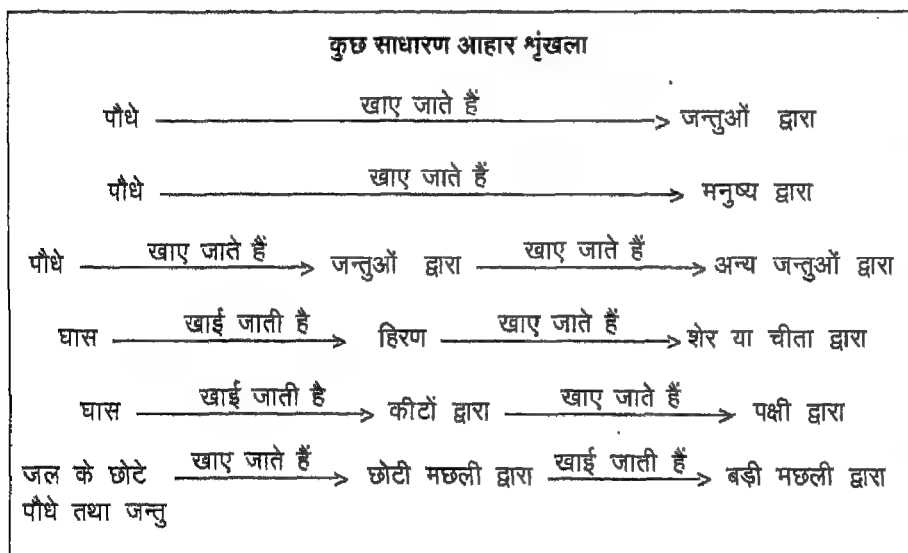 कुछ साधारण आहार शृंखला
खाए जाते हैं
पौधे जन्तुओं द्वारा
खाए जाते हैं
पौधे मनुष्य द्वारा
खाए जाते हैं खाए जाते हैं
पौधे जन्तुओं द्वारा अन्य जन्तुओं द्वारा
खाई जाती है खाए जाते हैं
घास हिरण शेर या चीता द्वारा
खाई जाती है खाए जाते हैं
घास कीटों द्वारा पक्षी द्वारा
खाए जाते हैं खाई जाती हैं
जल के छोटे छोटी मछली द्वारा बड़ी मछली द्वारा
पौधे तथा जन्तु